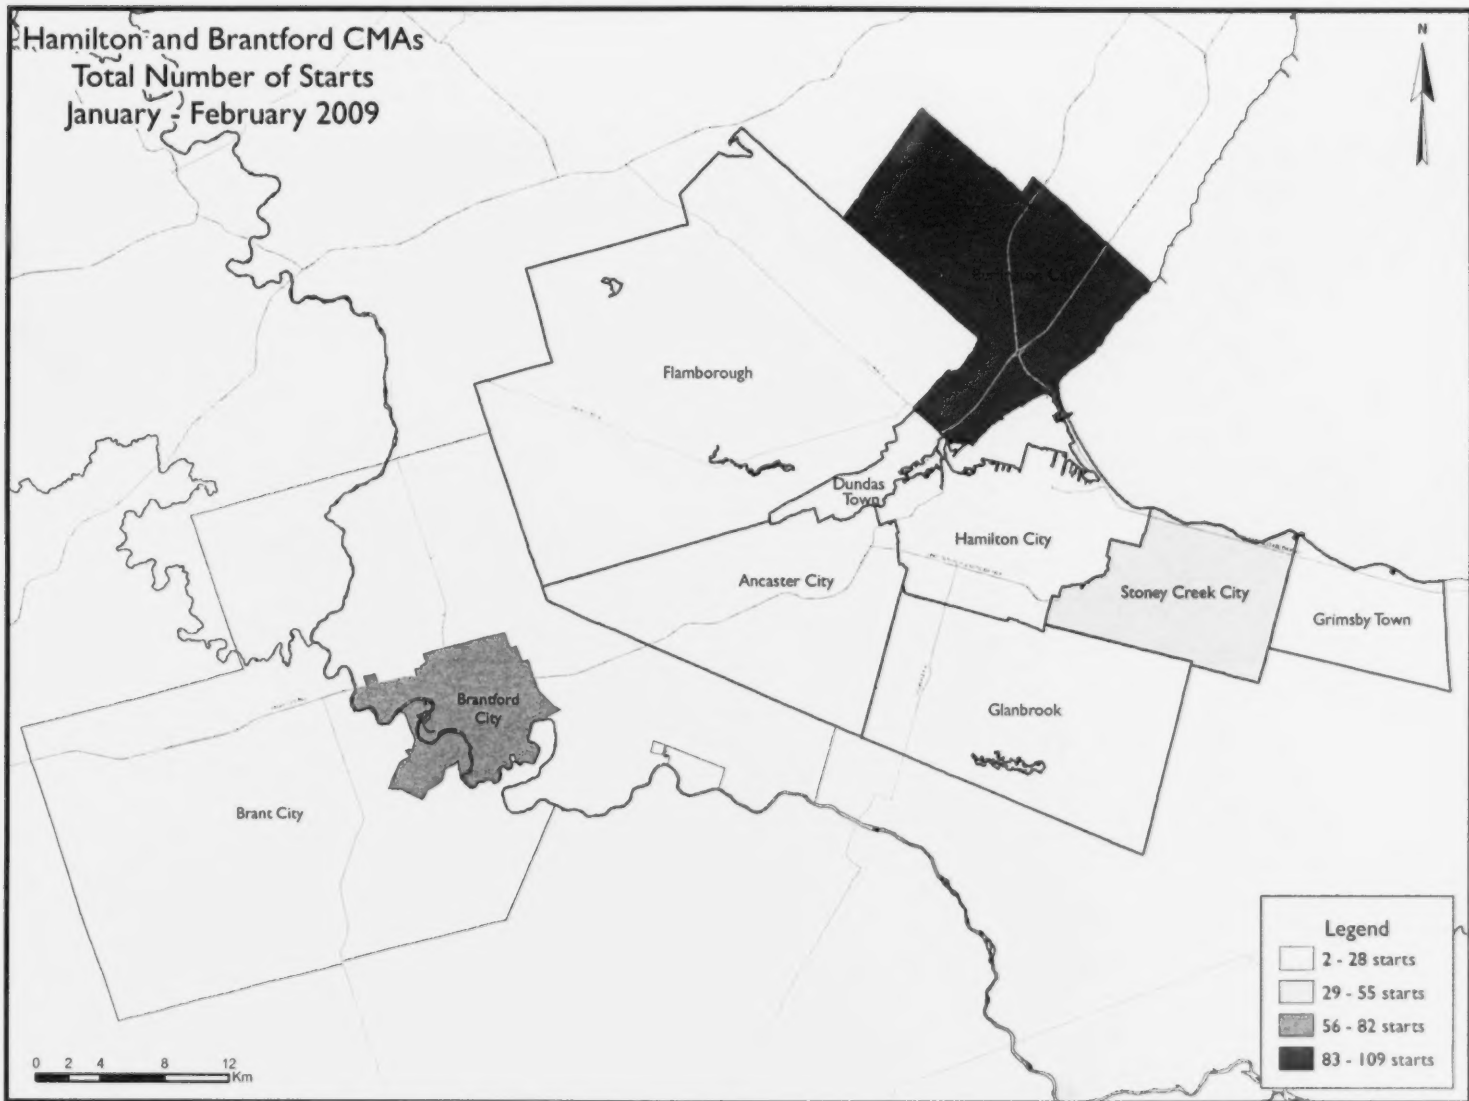 Hamilton and Brantford CMAs
Total Number of Starts
January - February 2009
N
Burlington City
Flamborough
Dundas
Town
Hamilton City
Ancaster City
Stoney Creek City
Grimsby Town
Brantford
City
Glanbrook
Brant City
Legend
2 - 28 starts
29 - 55 starts
56 - 82 starts
83 - 109 starts
0 2 4 8 12
Km